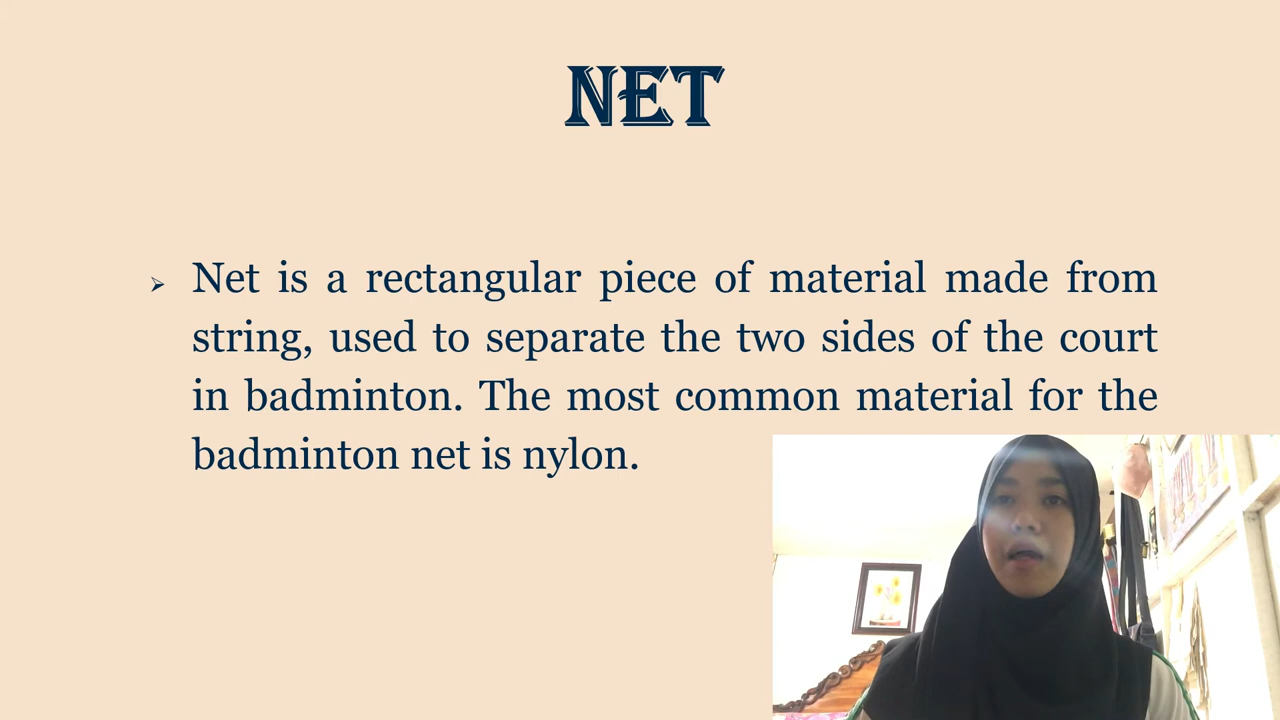 NET
Net is a rectangular piece of material made from
string, used to separate the two sides of the court
in badminton. The most common material for the
badminton net is nylon.